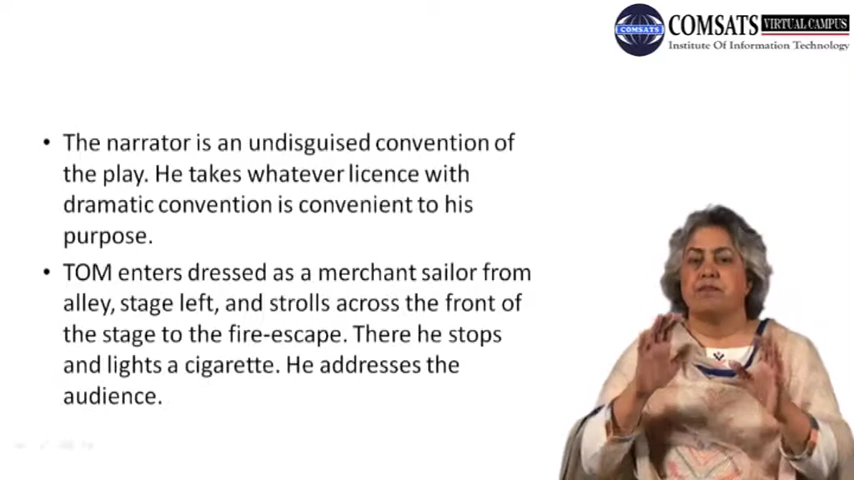 COMSATS
COMSATS VIRTUAL CAMPUS
Institute Of Information Technology
• The narrator is an undisguised convention of
the play. He takes whatever licence with
dramatic convention is convenient to his
purpose.
• TOM enters dressed as a merchant sailor from
alley, stage left, and strolls across the front of
the stage to the fire-escape. There he stops
and lights a cigarette. He addresses the
audience.